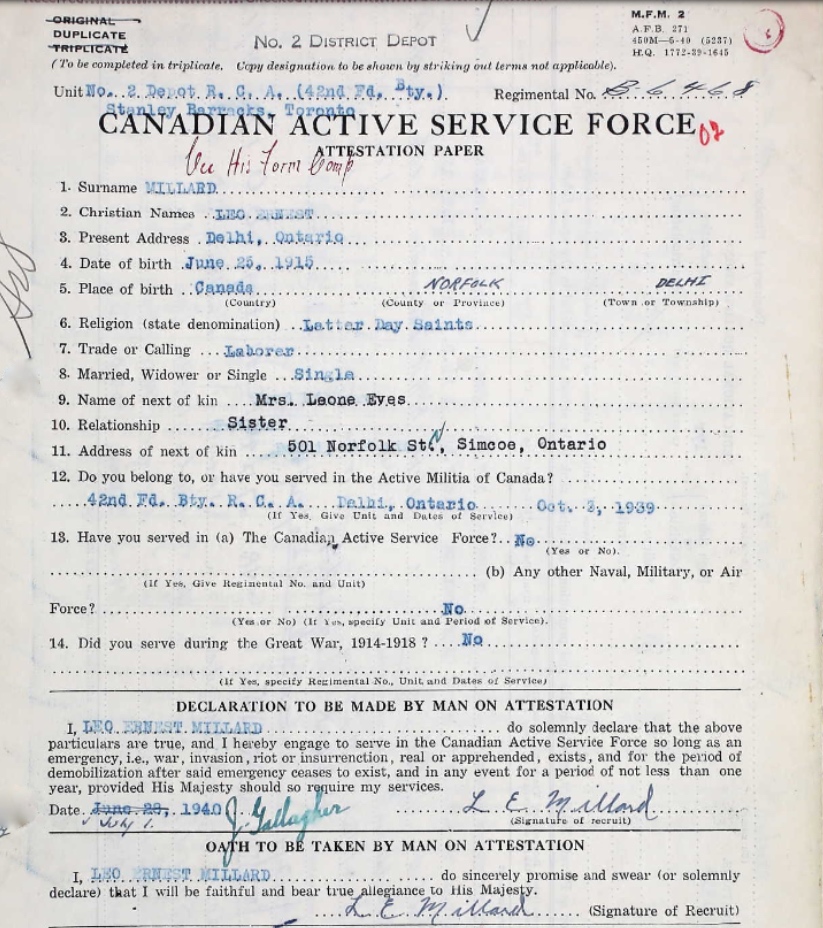 ORIGINAL
DUPLICATE
TRIPLICATE
No. 2 DISTRICT DEPOT
M.F.M. 2
A.F.B. 271
450M—6-40 (5287)
H.Q. 1772-39-1645
(To be completed in triplicate. Copy designation to be shown by striking out terms not applicable).
Unit No. 2 Depot R. C. A. (42nd Fd. Bty.) Regimental No. B-6468
Stanley Barracks, Toronto
CANADIAN ACTIVE SERVICE FORCE
ATTESTATION PAPER
His Form Comp
1. Surname MILLARD
2. Christian Names LEO ERNEST
3. Present Address Delhi, Ontario
4. Date of birth June 25, 1915
5. Place of birth Canada NORFOLK DELHI
(Country) (County or Province) (Town or Township)
6. Religion (state denomination) Latter Day Saints
7. Trade or Calling Laborer
8. Married, Widower or Single Single
9. Name of next of kin Mrs. Leone Eves
10. Relationship Sister
11. Address of next of kin 501 Norfolk St. N, Simcoe, Ontario
12. Do you belong to, or have you served in the Active Militia of Canada?
42nd Fd. Bty. R. C. A. Delhi, Ontario Oct. 2, 1939
(If Yes, Give Unit and Dates of Service)
13. Have you served in (a) The Canadian Active Service Force? No
(Yes or No).
(b) Any other Naval, Military, or Air
(If Yes, Give Regimental No. and Unit)
Force? No
(Yes or No) (If Yes, specify Unit and Period of Service).
14. Did you serve during the Great War, 1914-1918 ? No
(If Yes, specify Regimental No., Unit and Dates of Service)
DECLARATION TO BE MADE BY MAN ON ATTESTATION
I, LEO ERNEST MILLARD do solemnly declare that the above
particulars are true, and I hereby engage to serve in the Canadian Active Service Force so long as an
emergency, i.e., war, invasion, riot or insurrenction, real or apprehended, exists, and for the period of
demobilization after said emergency ceases to exist, and in any event for a period of not less than one
year, provided His Majesty should so require my services.
Date June 28, 1940 J. Gallagher L. E. Millard
July 1. (Signature of recruit)
OATH TO BE TAKEN BY MAN ON ATTESTATION
I, LEO ERNEST MILLARD do sincerely promise and swear (or solemnly
declare) that I will be faithful and bear true allegiance to His Majesty.
L. E. Millard (Signature of Recruit)